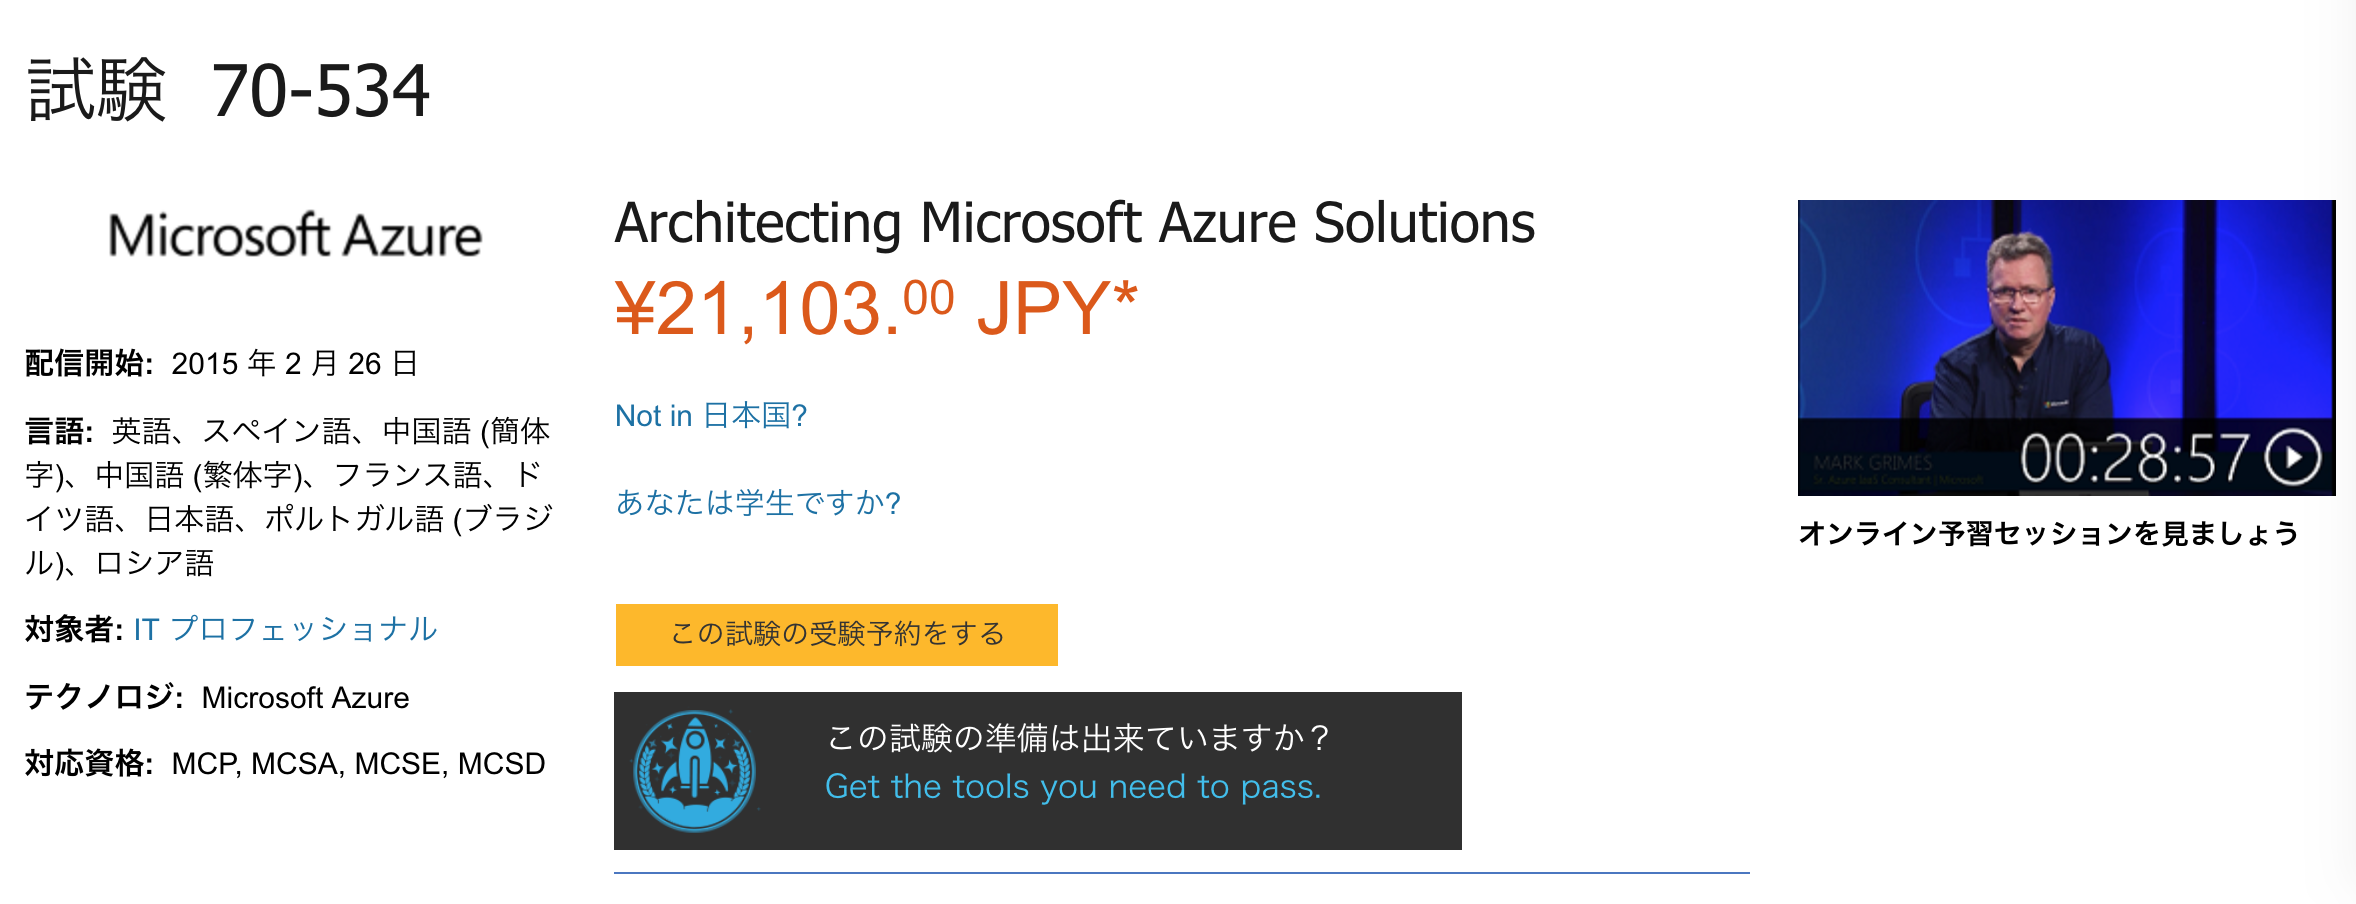 試験 70-534
Microsoft Azure
配信開始: 2015 年 2 月 26 日
言語: 英語、スペイン語、中国語 (簡体
字)、中国語 (繁体字)、フランス語、ド
イツ語、日本語、ポルトガル語 (ブラジ
ル)、ロシア語
対象者: IT プロフェッショナル
テクノロジ: Microsoft Azure
対応資格: MCP, MCSA, MCSE, MCSD
Architecting Microsoft Azure Solutions
¥21,103.00 JPY*
Not in 日本国?
あなたは学生ですか?
この試験の受験予約をする
この試験の準備は出来ていますか？
Get the tools you need to pass.
MARK GRIMES
Sr. Azure IaaS Consultant | Microsoft
00:28:57
オンライン予習セッションを見ましょう